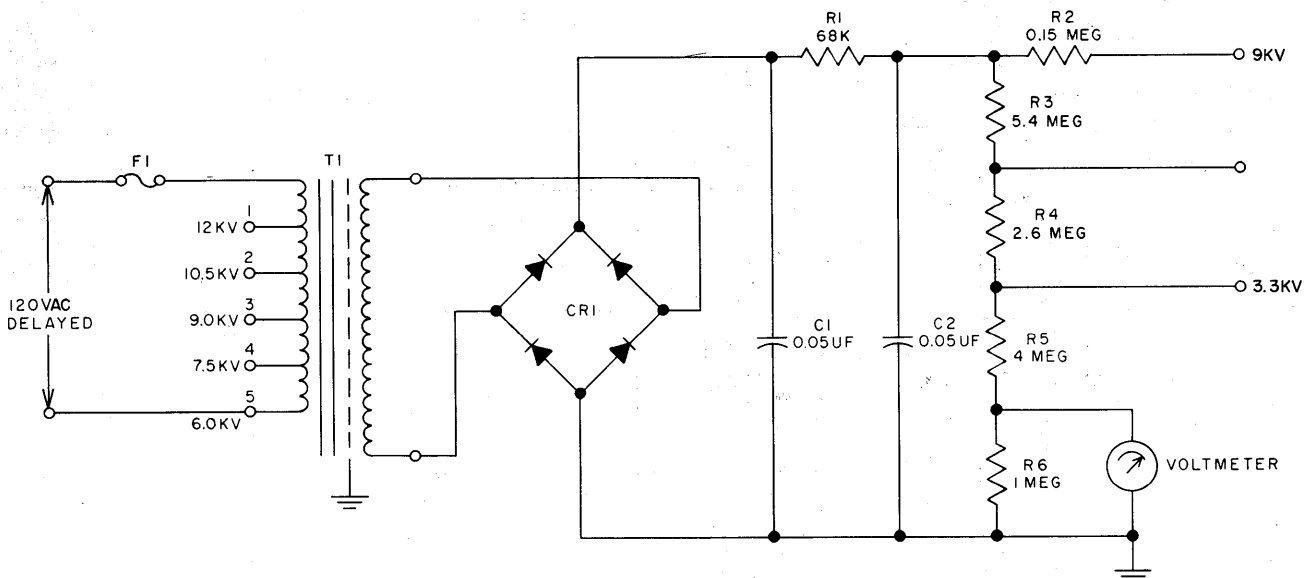 R1
68K
R2
0.15 MEG
9KV
R3
5.4 MEG
F1
T1
1
12KV
2
10.5KV
3
9.0KV
4
7.5KV
5
6.0KV
120VAC
DELAYED
CR1
R4
2.6 MEG
3.3KV
C1
0.05UF
C2
0.05UF
R5
4 MEG
R6
1 MEG
VOLTMETER